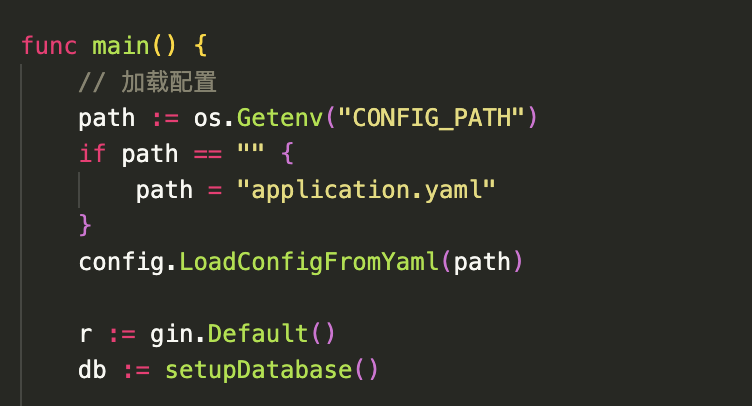 func main() {
// 加载配置
path := os.Getenv("CONFIG_PATH")
if path == "" {
path = "application.yaml"
}
config.LoadConfigFromYaml(path)
r := gin.Default()
db := setupDatabase()